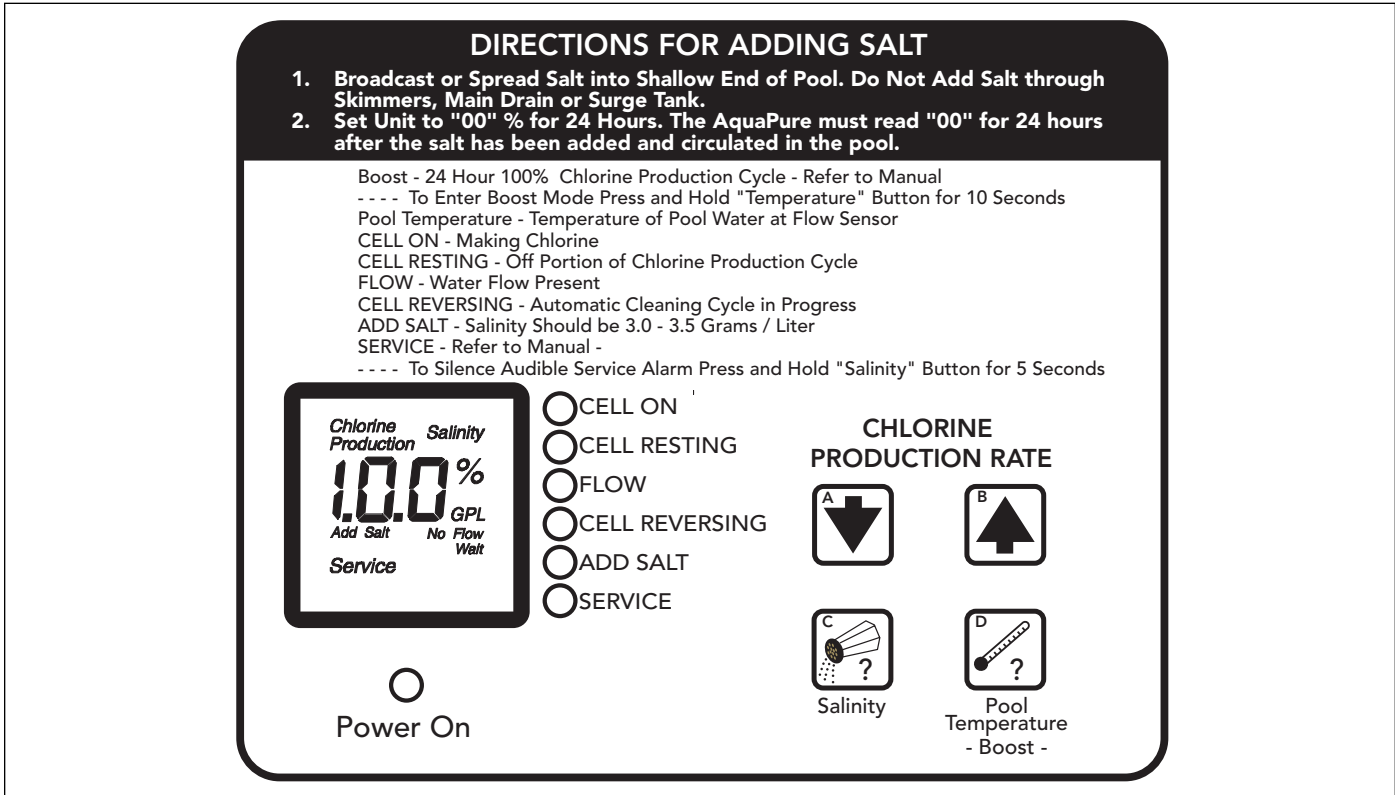 DIRECTIONS FOR ADDING SALT
1. Broadcast or Spread Salt into Shallow End of Pool. Do Not Add Salt through
Skimmers, Main Drain or Surge Tank.
2. Set Unit to "00" % for 24 Hours. The AquaPure must read "00" for 24 hours
after the salt has been added and circulated in the pool.
Boost - 24 Hour 100% Chlorine Production Cycle - Refer to Manual
- - - - To Enter Boost Mode Press and Hold "Temperature" Button for 10 Seconds
Pool Temperature - Temperature of Pool Water at Flow Sensor
CELL ON - Making Chlorine
CELL RESTING - Off Portion of Chlorine Production Cycle
FLOW - Water Flow Present
CELL REVERSING - Automatic Cleaning Cycle in Progress
ADD SALT - Salinity Should be 3.0 - 3.5 Grams / Liter
SERVICE - Refer to Manual -
- - - - To Silence Audible Service Alarm Press and Hold "Salinity" Button for 5 Seconds
Chlorine
Production Salinity
1.0.0 %
GPL
Add Salt No Flow
Wait
Service
CELL ON
CELL RESTING
FLOW
CELL REVERSING
ADD SALT
SERVICE
Power On
CHLORINE
PRODUCTION RATE
A
B
C
?
Salinity
D
?
Pool
Temperature
- Boost -